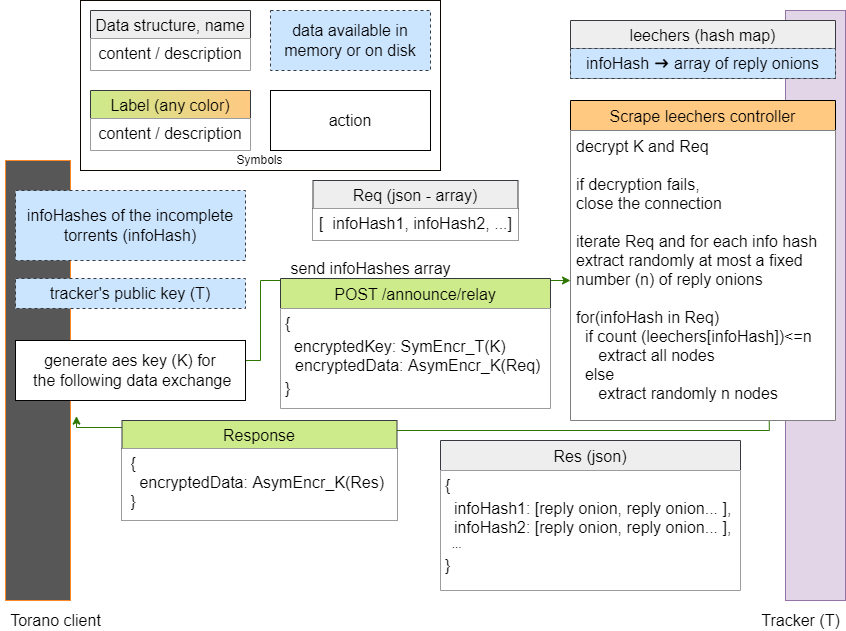 Data structure, name
content / description
data available in
memory or on disk
Label (any color)
content / description
action
Symbols
leechers (hash map)
infoHash ➜ array of reply onions
Scrape leechers controller
decrypt K and Req
if decryption fails,
close the connection
iterate Req and for each info hash
extract randomly at most a fixed
number (n) of reply onions
for(infoHash in Req)
if count (leechers[infoHash])<=n
extract all nodes
else
extract randomly n nodes
infoHashes of the incomplete
torrents (infoHash)
tracker's public key (T)
generate aes key (K) for
the following data exchange
Req (json - array)
[ infoHash1, infoHash2, ...]
send infoHashes array
POST /announce/relay
{
encryptedKey: SymEncr_T(K)
encryptedData: AsymEncr_K(Req)
}
Response
{
encryptedData: AsymEncr_K(Res)
}
Res (json)
{
infoHash1: [reply onion, reply onion... ],
infoHash2: [reply onion, reply onion... ],
...
}
Torano client
Tracker (T)